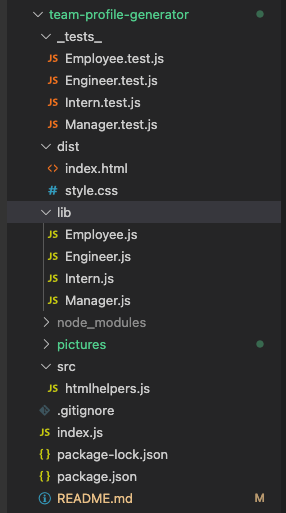 team-profile-generator
_tests_
JS Employee.test.js
JS Engineer.test.js
JS Intern.test.js
JS Manager.test.js
dist
<> index.html
# style.css
lib
JS Employee.js
JS Engineer.js
JS Intern.js
JS Manager.js
node_modules
pictures
src
JS htmlhelpers.js
.gitignore
JS index.js
{} package-lock.json
{} package.json
README.md M